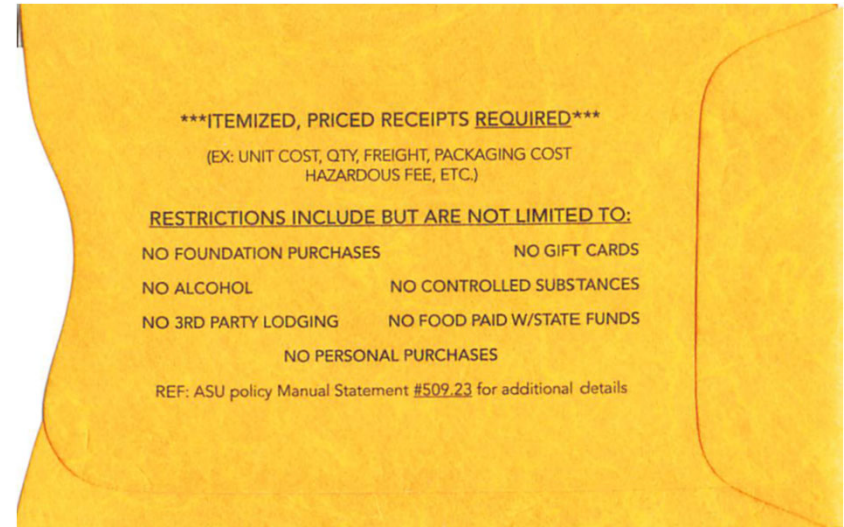 ***ITEMIZED, PRICED RECEIPTS REQUIRED***
(EX: UNIT COST, QTY, FREIGHT, PACKAGING COST
HAZARDOUS FEE, ETC.)
RESTRICTIONS INCLUDE BUT ARE NOT LIMITED TO:
NO FOUNDATION PURCHASES NO GIFT CARDS
NO ALCOHOL NO CONTROLLED SUBSTANCES
NO 3RD PARTY LODGING NO FOOD PAID W/STATE FUNDS
NO PERSONAL PURCHASES
REF: ASU policy Manual Statement #509.23 for additional details